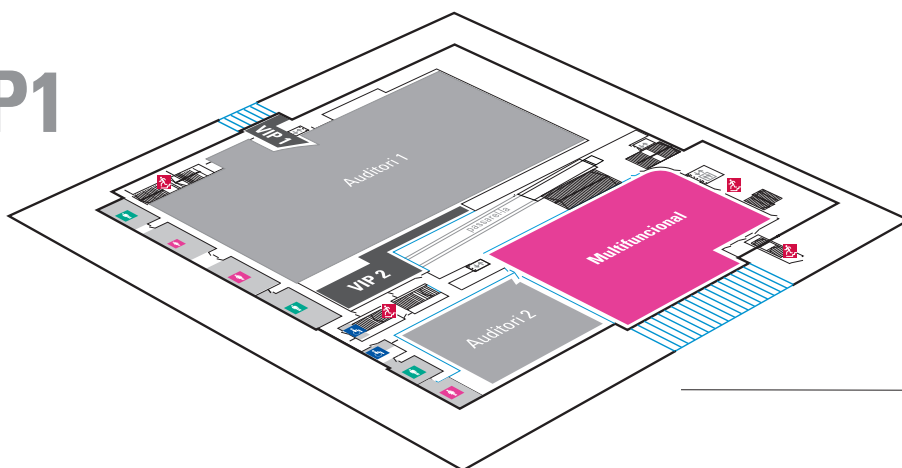 P1
VIP 1
Auditori 1
passarel·la
Multifuncional
VIP 2
Auditori 2